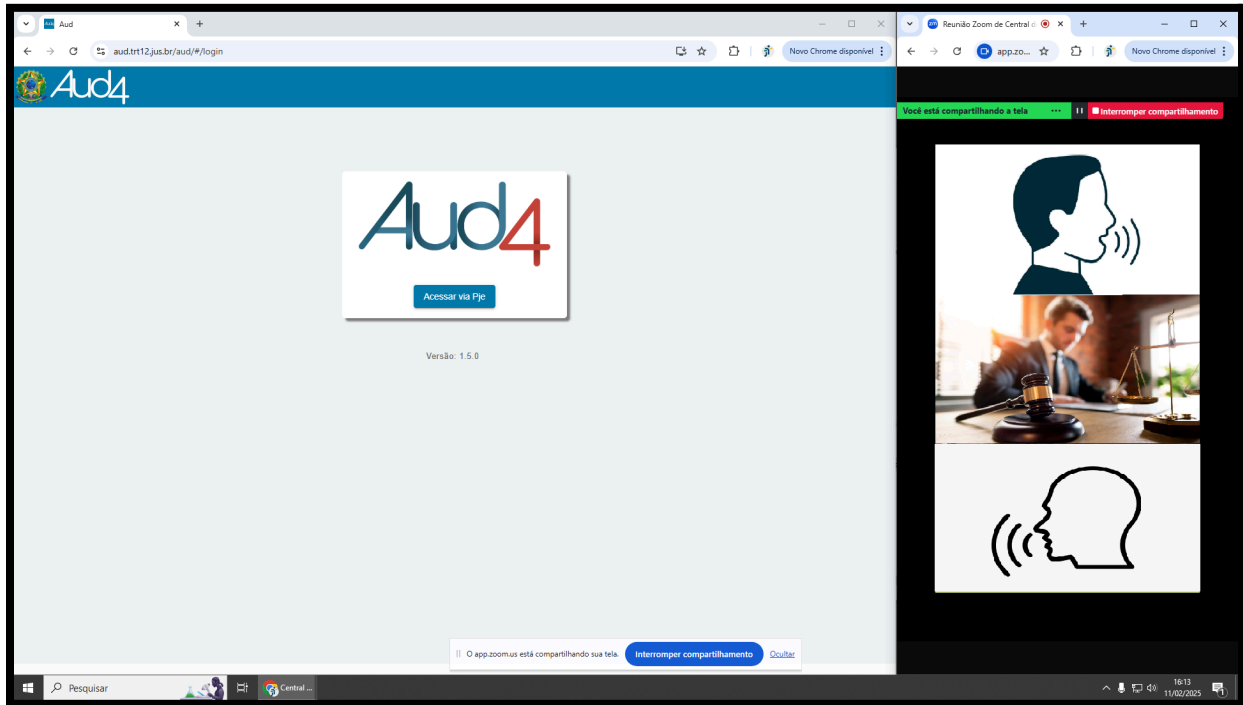 Aud
aud.trt12.jus.br/aud/#/login
Novo Chrome disponível
Aud4
Aud4
Acessar via Pje
Versão: 1.5.0
O app.zoom.us está compartilhando sua tela.
Interromper compartilhamento
Ocultar
zm
Reunião Zoom de Central d
app.zo...
Novo Chrome disponível
Você está compartilhando a tela
Interromper compartilhamento
Pesquisar
Central ...
16:13
11/02/2025